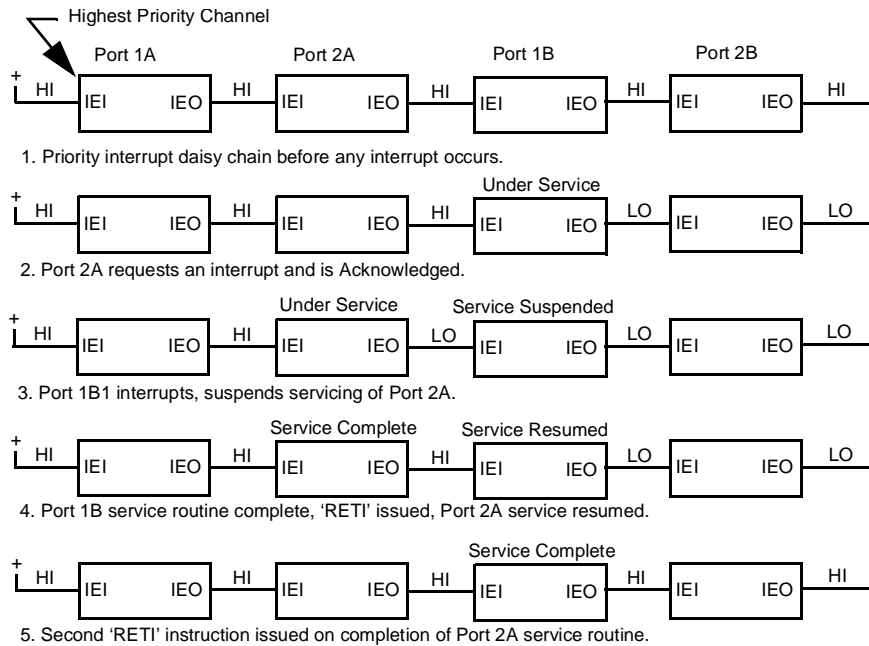 Highest Priority Channel
Port 1A Port 2A Port 1B Port 2B
+ HI IEI IEO HI IEI IEO HI IEI IEO HI IEI IEO HI
1. Priority interrupt daisy chain before any interrupt occurs.
Under Service
+ HI IEI IEO HI IEI IEO HI IEI IEO LO IEI IEO LO
2. Port 2A requests an interrupt and is Acknowledged.
Under Service Service Suspended
+ HI IEI IEO HI IEI IEO LO IEI IEO LO IEI IEO LO
3. Port 1B1 interrupts, suspends servicing of Port 2A.
Service Complete Service Resumed
+ HI IEI IEO HI IEI IEO HI IEI IEO LO IEI IEO LO
4. Port 1B service routine complete, ‘RETI’ issued, Port 2A service resumed.
Service Complete
+ HI IEI IEO HI IEI IEO HI IEI IEO HI IEI IEO HI
5. Second ‘RETI’ instruction issued on completion of Port 2A service routine.